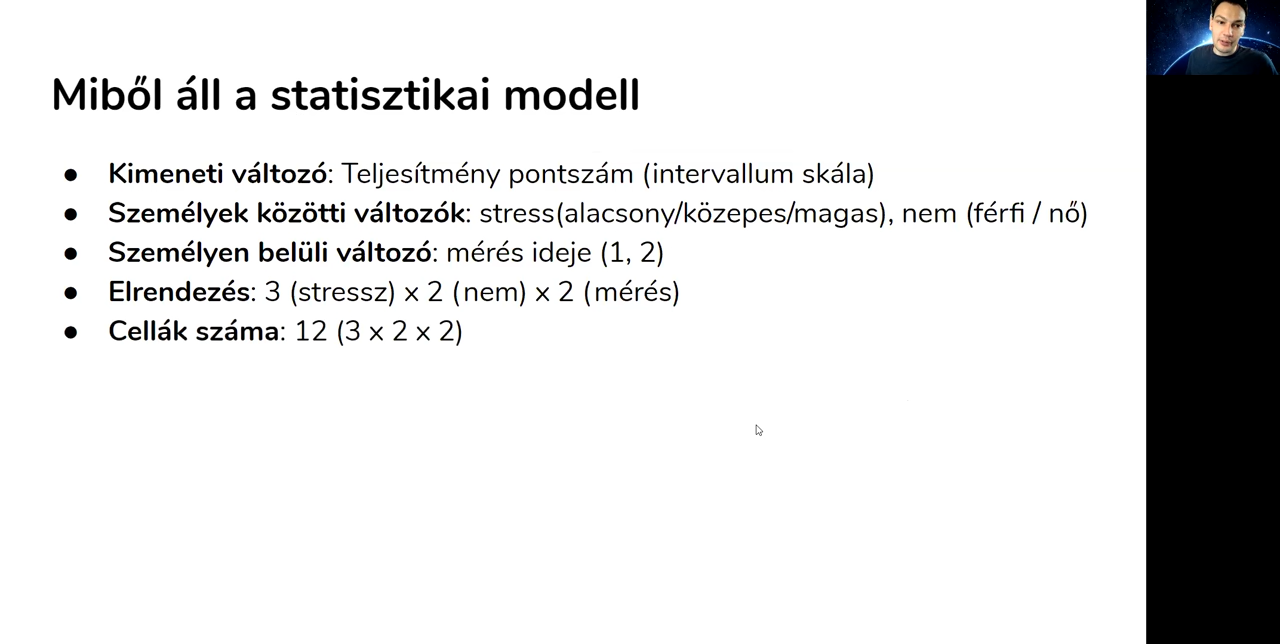 Miből áll a statisztikai modell
● Kimeneti változó: Teljesítmény pontszám (intervallum skála)
● Személyek közötti változók: stress(alacsony/közepes/magas), nem (férfi / nő)
● Személyen belüli változó: mérés ideje (1, 2)
● Elrendezés: 3 (stressz) x 2 (nem) x 2 (mérés)
● Cellák száma: 12 (3 x 2 x 2)